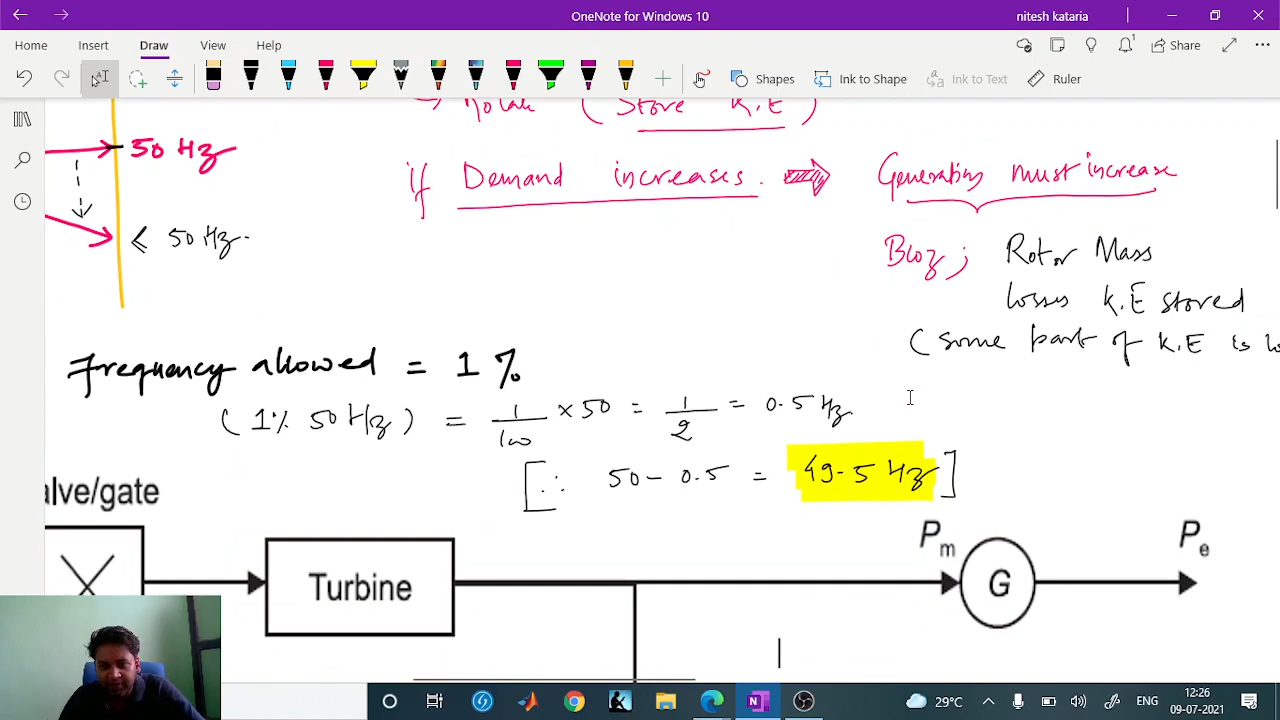 OneNote for Windows 10
nitesh kataria
Home Insert Draw View Help
Share
Shapes
Ink to Shape
Ink to Text
Ruler
Rotate (Store K.E)
50 Hz
if Demand increases. ⇒ Generation must increase
< 50 Hz.
Bcoz; Rotor Mass
losses K.E stored
(some part of K.E is lo
Frequency allowed = 1 %
(1% 50 Hz) = 1/100 × 50 = 1/2 = 0.5 Hz
[∴ 50 - 0.5 = 49.5 Hz]
alve/gate
Turbine
Pm
G
Pe
29°C
ENG
12:26
09-07-2021